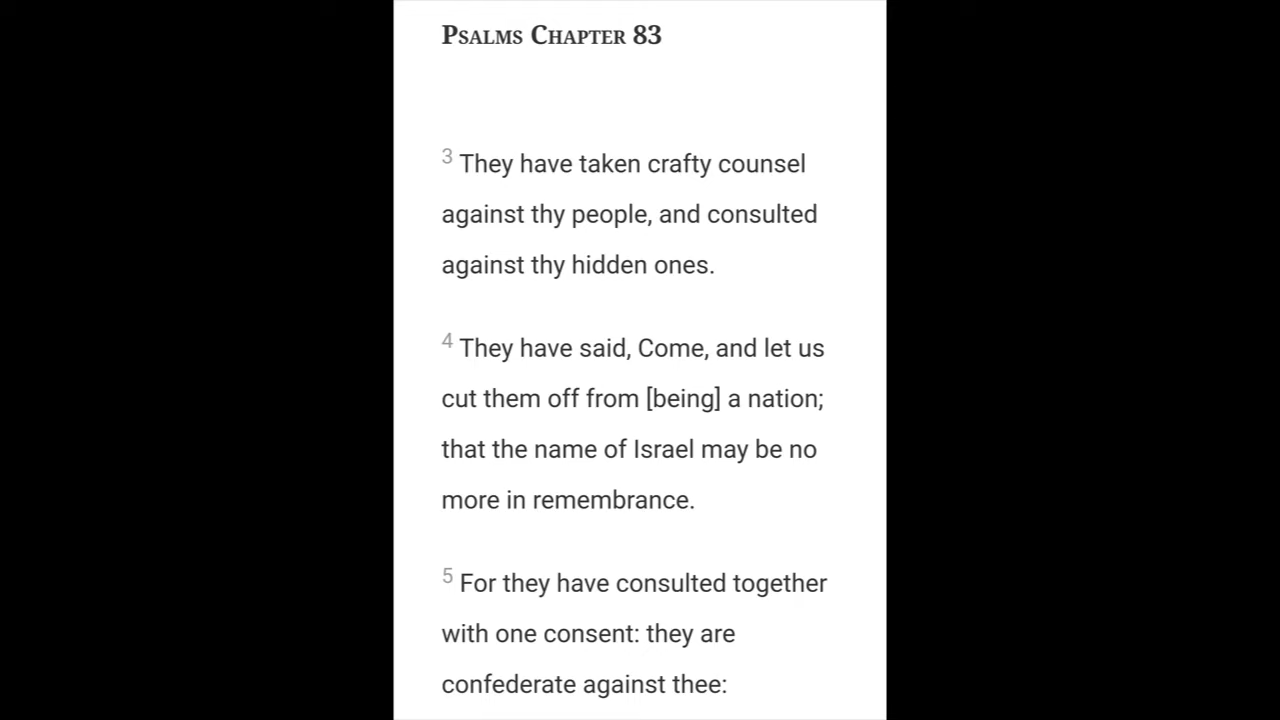 Psalms Chapter 83
3 They have taken crafty counsel
against thy people, and consulted
against thy hidden ones.
4 They have said, Come, and let us
cut them off from [being] a nation;
that the name of Israel may be no
more in remembrance.
5 For they have consulted together
with one consent: they are
confederate against thee: